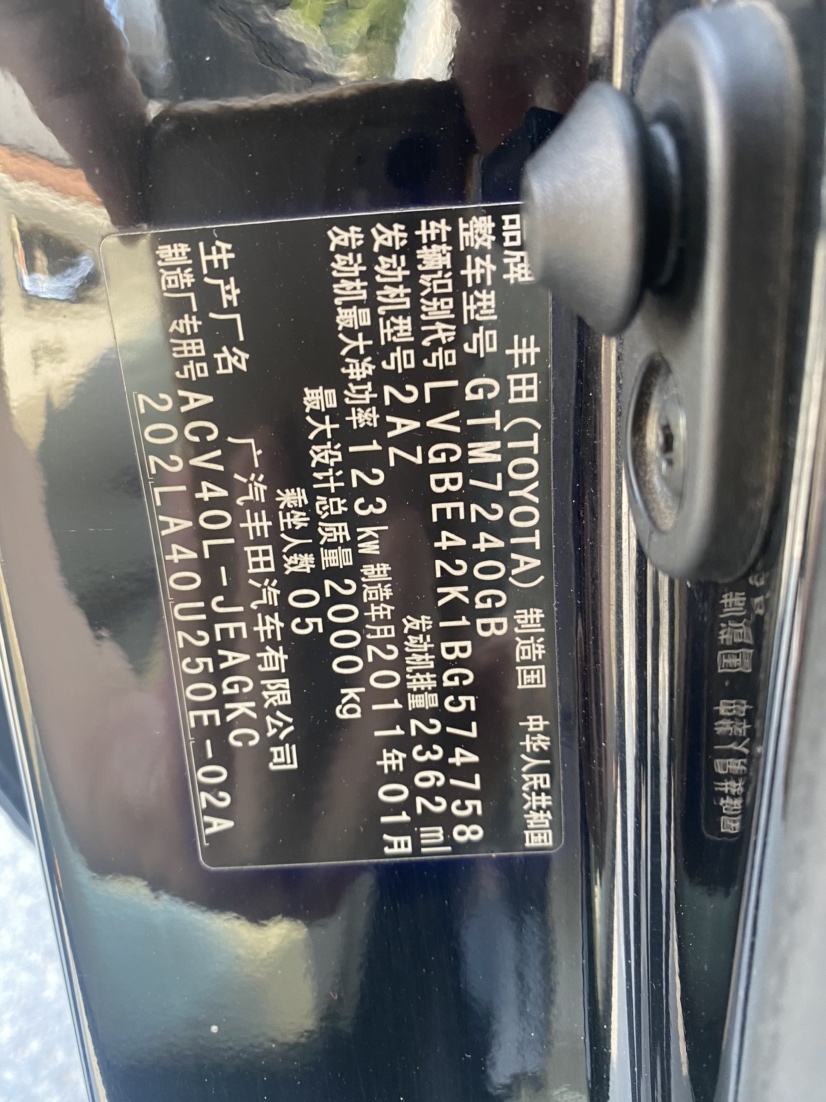 品牌 丰田(TOYOTA) 制造国 中华人民共和国
整车型号 GTM7240GB
车辆识别代号 LVGBE42K1BG574758
发动机型号 2AZ 发动机排量 2362 ml
发动机最大净功率 123 kw 制造年月 2011年01月
最大设计总质量 2000 kg
乘坐人数 05
生产厂名 广汽丰田汽车有限公司
制造厂专用号 ACV40L-JEAGKC
202LA40U250E-02A